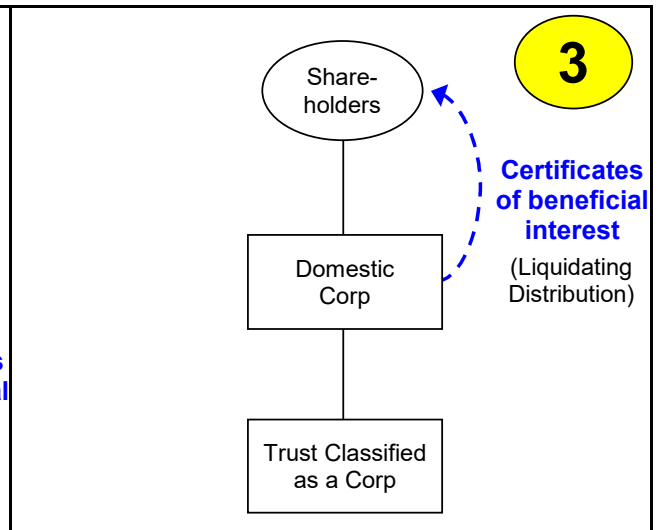 3
Share-
holders
Certificates
of beneficial
interest
(Liquidating
Distribution)
Domestic
Corp
Trust Classified
as a Corp